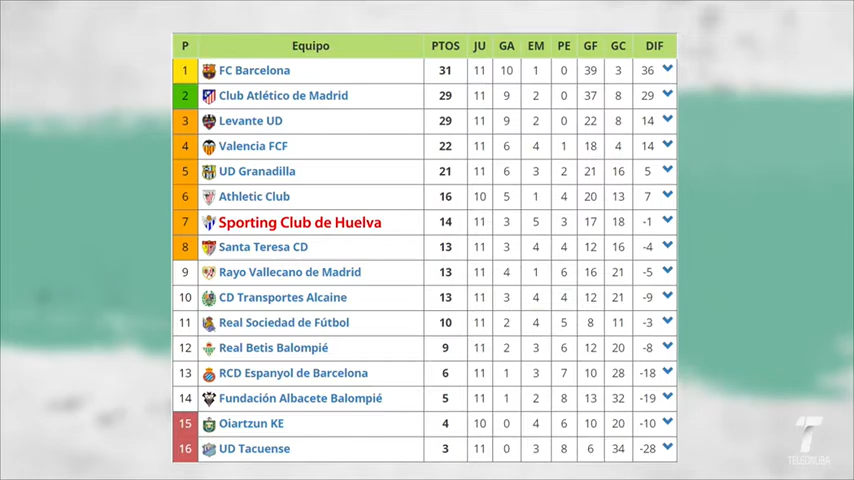 P Equipo PTOS JU GA EM PE GF GC DIF
1 FC Barcelona 31 11 10 1 0 39 3 36
2 Club Atlético de Madrid 29 11 9 2 0 37 8 29
3 Levante UD 29 11 9 2 0 22 8 14
4 Valencia FCF 22 11 6 4 1 18 4 14
5 UD Granadilla 21 11 6 3 2 21 16 5
6 Athletic Club 16 10 5 1 4 20 13 7
7 Sporting Club de Huelva 14 11 3 5 3 17 18 -1
8 Santa Teresa CD 13 11 3 4 4 12 16 -4
9 Rayo Vallecano de Madrid 13 11 4 1 6 16 21 -5
10 CD Transportes Alcaine 13 11 3 4 4 12 21 -9
11 Real Sociedad de Fútbol 10 11 2 4 5 8 11 -3
12 Real Betis Balompié 9 11 2 3 6 12 20 -8
13 RCD Espanyol de Barcelona 6 11 1 3 7 10 28 -18
14 Fundación Albacete Balompié 5 11 1 2 8 13 32 -19
15 Oiartzun KE 4 10 0 4 6 10 20 -10
16 UD Tacuense 3 11 0 3 8 6 34 -28
TELEONUBA